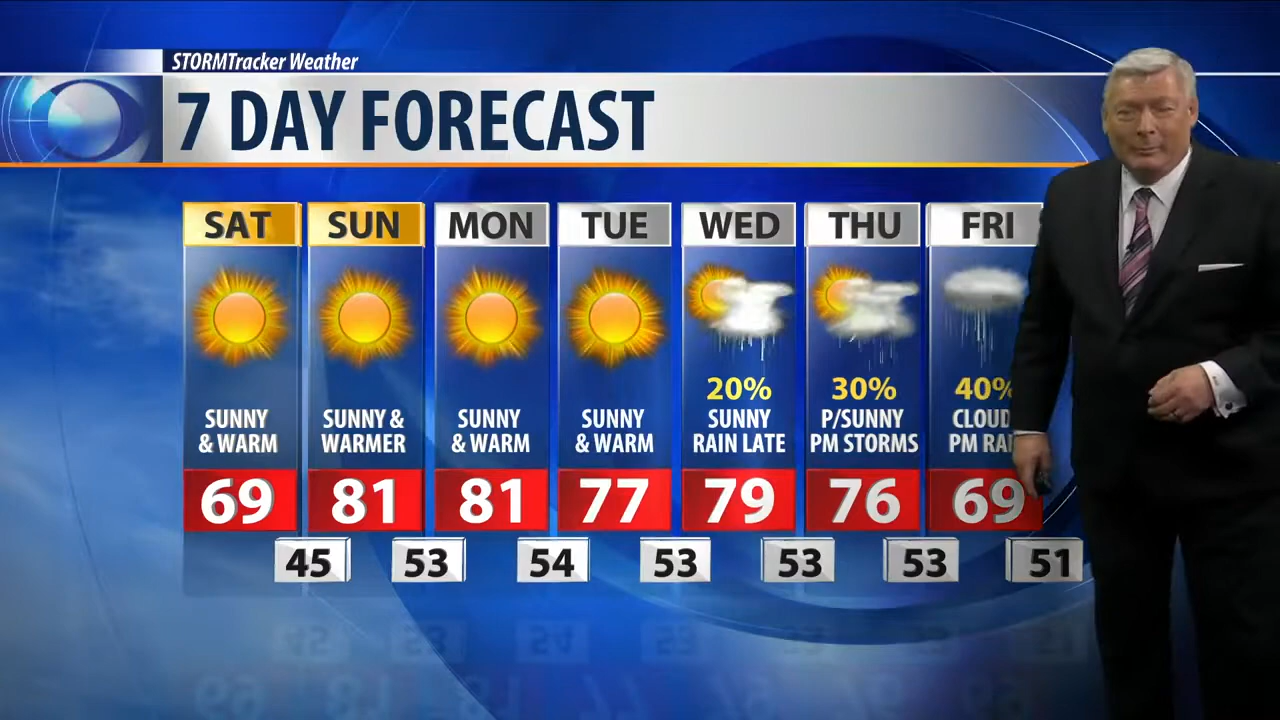 STORMTracker Weather
7 DAY FORECAST
SAT SUN MON TUE WED THU FRI
20% 30% 40%
SUNNY SUNNY & SUNNY SUNNY SUNNY P/SUNNY
& WARM WARMER & WARM & WARM RAIN LATE PM STORMS PM
69 81 81 77 79 76 69
45 53 54 53 53 53 51